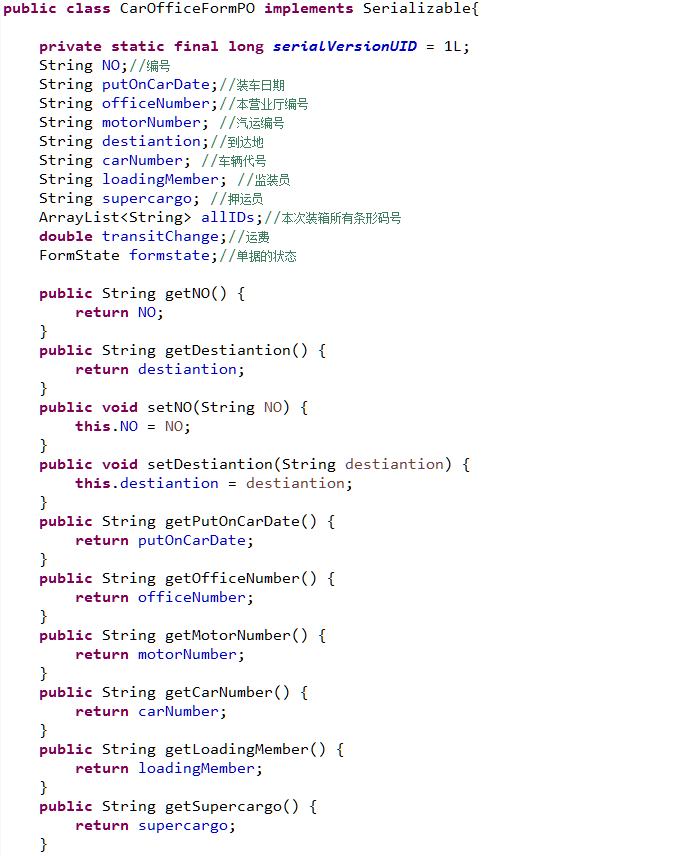 public class CarOfficeFormPO implements Serializable{
private static final long serialVersionUID = 1L;
String NO;//编号
String putOnCarDate;//装车日期
String officeNumber;//本营业厅编号
String motorNumber; //汽运编号
String destiantion;//到达地
String carNumber; //车辆代号
String loadingMember; //监装员
String supercargo; //押运员
ArrayList<String> allIDs;//本次装箱所有条形码号
double transitChange;//运费
FormState formstate;//单据的状态
public String getNO() {
return NO;
}
public String getDestiantion() {
return destiantion;
}
public void setNO(String NO) {
this.NO = NO;
}
public void setDestiantion(String destiantion) {
this.destiantion = destiantion;
}
public String getPutOnCarDate() {
return putOnCarDate;
}
public String getOfficeNumber() {
return officeNumber;
}
public String getMotorNumber() {
return motorNumber;
}
public String getCarNumber() {
return carNumber;
}
public String getLoadingMember() {
return loadingMember;
}
public String getSupercargo() {
return supercargo;
}